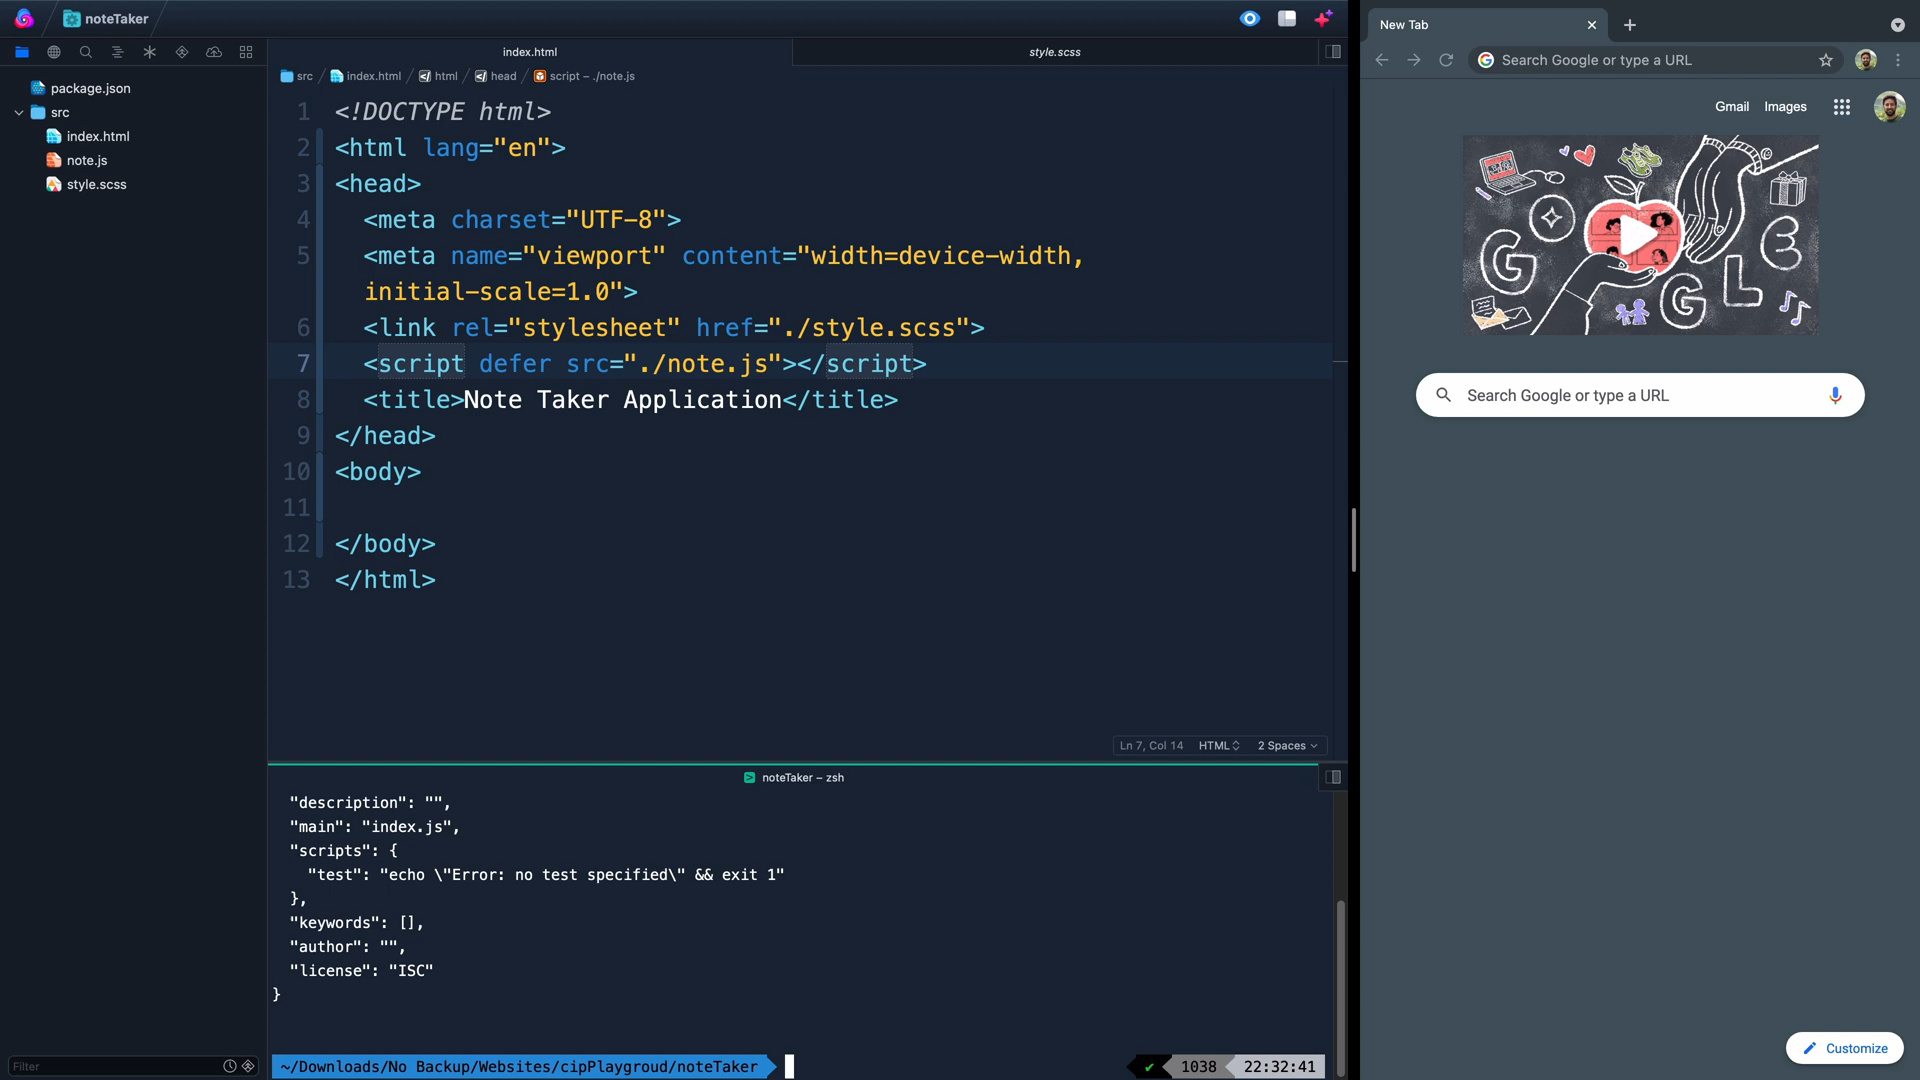 noteTaker
New Tab
index.html
style.scss
Search Google or type a URL
src
index.html
html
head
script – ./note.js
package.json
src
index.html
note.js
style.scss
Gmail
Images
1 <!DOCTYPE html>
2 <html lang="en">
3 <head>
4 <meta charset="UTF-8">
5 <meta name="viewport" content="width=device-width,
initial-scale=1.0">
6 <link rel="stylesheet" href="./style.scss">
7 <script defer src="./note.js"></script>
8 <title>Note Taker Application</title>
9 </head>
10 <body>
11
12 </body>
13 </html>
G G L E
Search Google or type a URL
Ln 7, Col 14 HTML 2 Spaces
noteTaker – zsh
"description": "",
"main": "index.js",
"scripts": {
"test": "echo \"Error: no test specified\" && exit 1"
},
"keywords": [],
"author": "",
"license": "ISC"
}
Filter
~/Downloads/No Backup/Websites/cipPlaygroud/noteTaker
✔ 1038 22:32:41
Customize